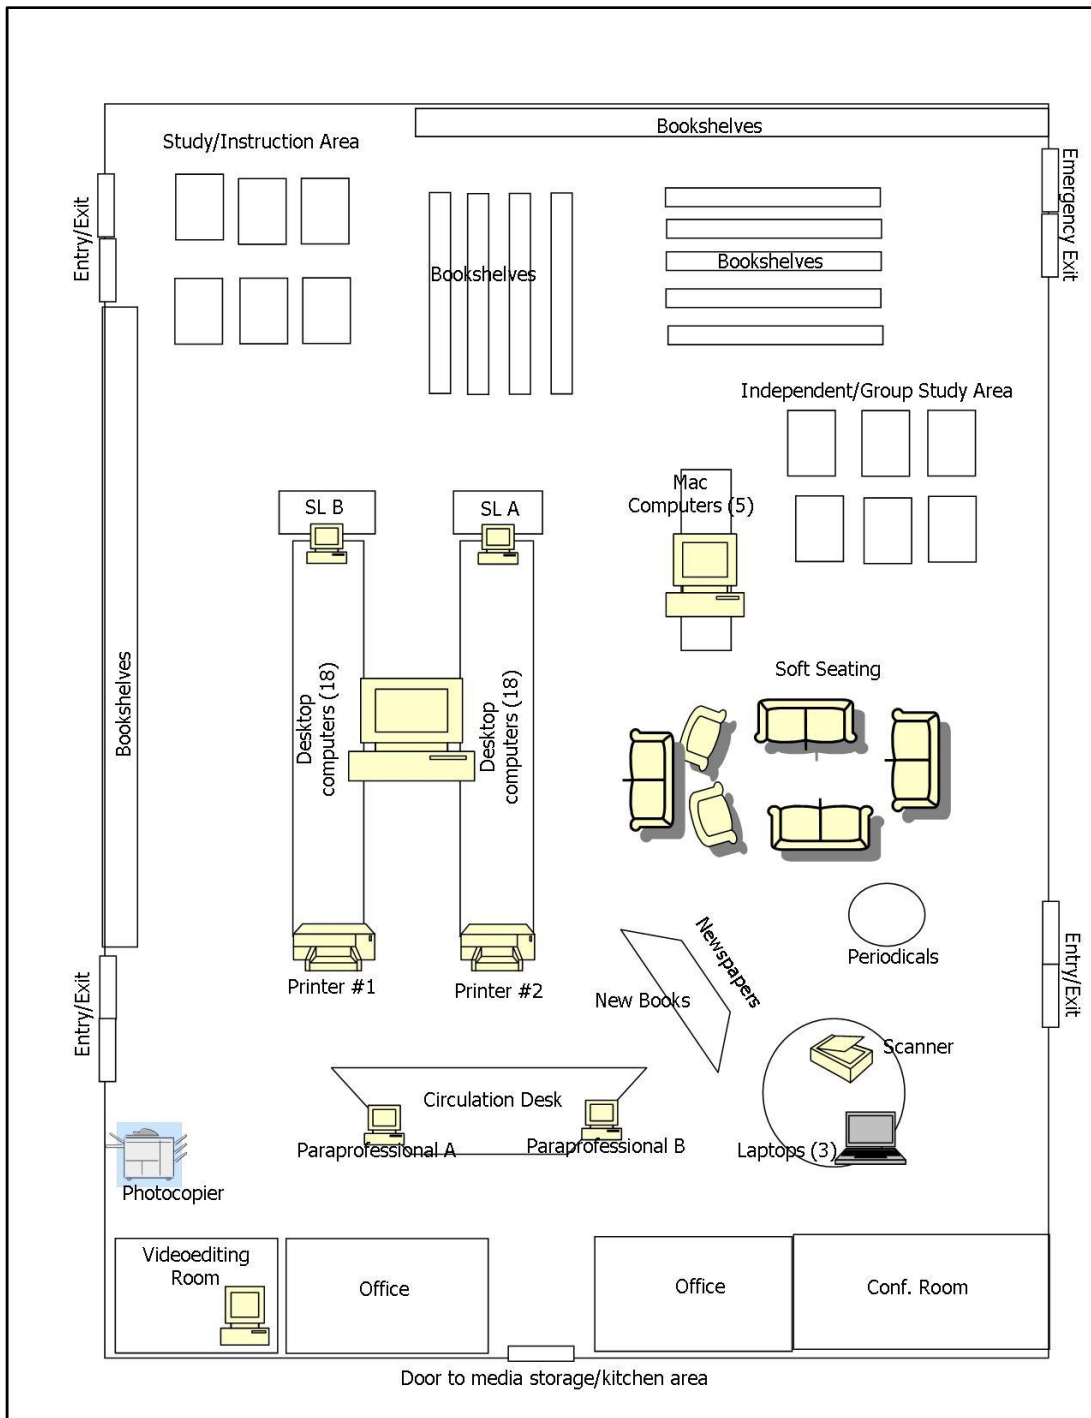 Bookshelves
Study/Instruction Area
Emergency Exit
Entry/Exit
Bookshelves
Bookshelves
Independent/Group Study Area
Mac
Computers (5)
SL B
SL A
Soft Seating
Bookshelves
Desktop
computers (18)
Desktop
computers (18)
Newspapers
Periodicals
Printer #1
Printer #2
New Books
Entry/Exit
Entry/Exit
Scanner
Circulation Desk
Paraprofessional A
Paraprofessional B
Laptops (3)
Photocopier
Videoediting
Room
Office
Office
Conf. Room
Door to media storage/kitchen area